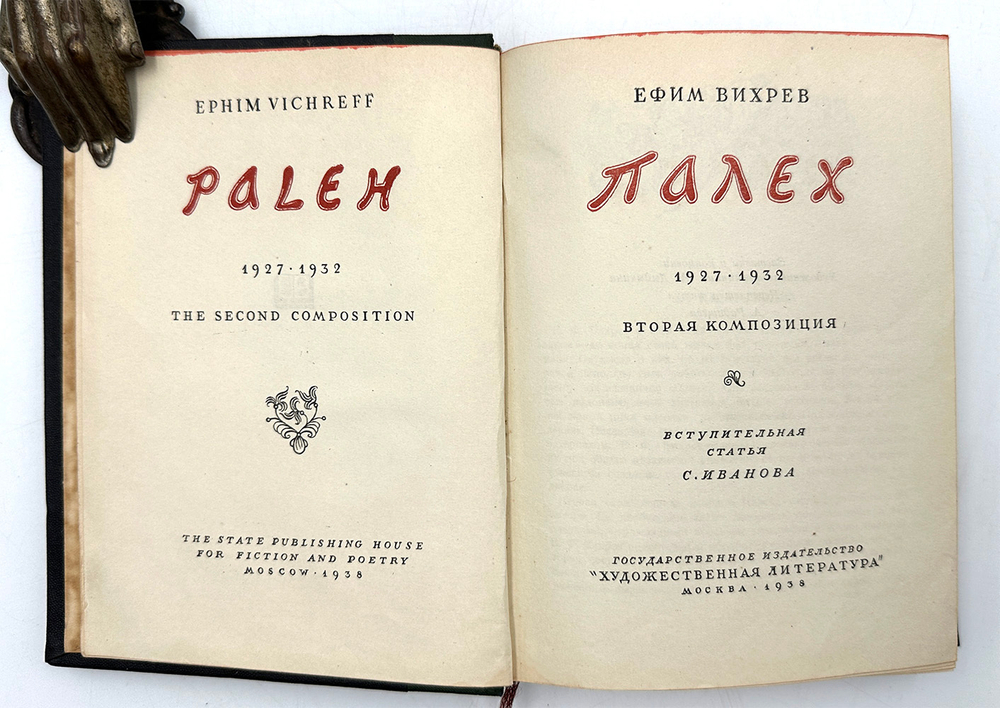 EPHIM VICHREFF
PALEH
1927·1932
THE SECOND COMPOSITION
THE STATE PUBLISHING HOUSE
FOR FICTION AND POETRY
MOSCOW·1938
ЕФИМ ВИХРЕВ
ПАЛЕХ
1927·1932
ВТОРАЯ КОМПОЗИЦИЯ
ВСТУПИТЕЛЬНАЯ
СТАТЬЯ
С.ИВАНОВА
ГОСУДАРСТВЕННОЕ ИЗДАТЕЛЬСТВО
"ХУДОЖЕСТВЕННАЯ ЛИТЕРАТУРА"
МОСКВА·1938